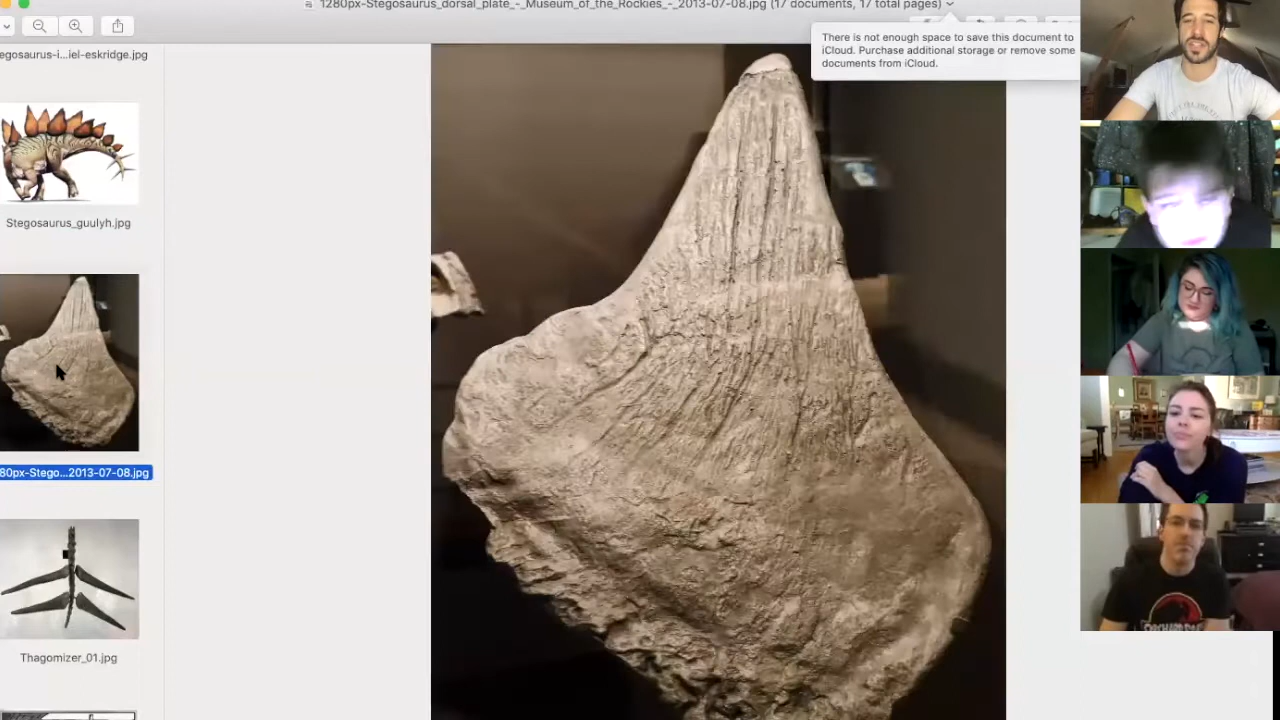 1280px-Stegosaurus_dorsal_plate_-_Museum_of_the_Rockies_-_2013-07-08.jpg (17 documents, 17 total pages)
There is not enough space to save this document to
iCloud. Purchase additional storage or remove some
documents from iCloud.
egosaurus-i...iel-eskridge.jpg
Stegosaurus_guulyh.jpg
80px-Stego...2013-07-08.jpg
Thagomizer_01.jpg